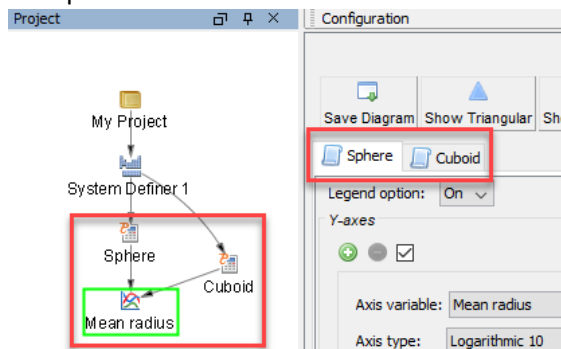 Project
My Project
System Definer 1
Sphere
Cuboid
Mean radius
Configuration
Save Diagram Show Triangular
Sphere Cuboid
Legend option: On
Y-axes
Axis variable: Mean radius
Axis type: Logarithmic 10